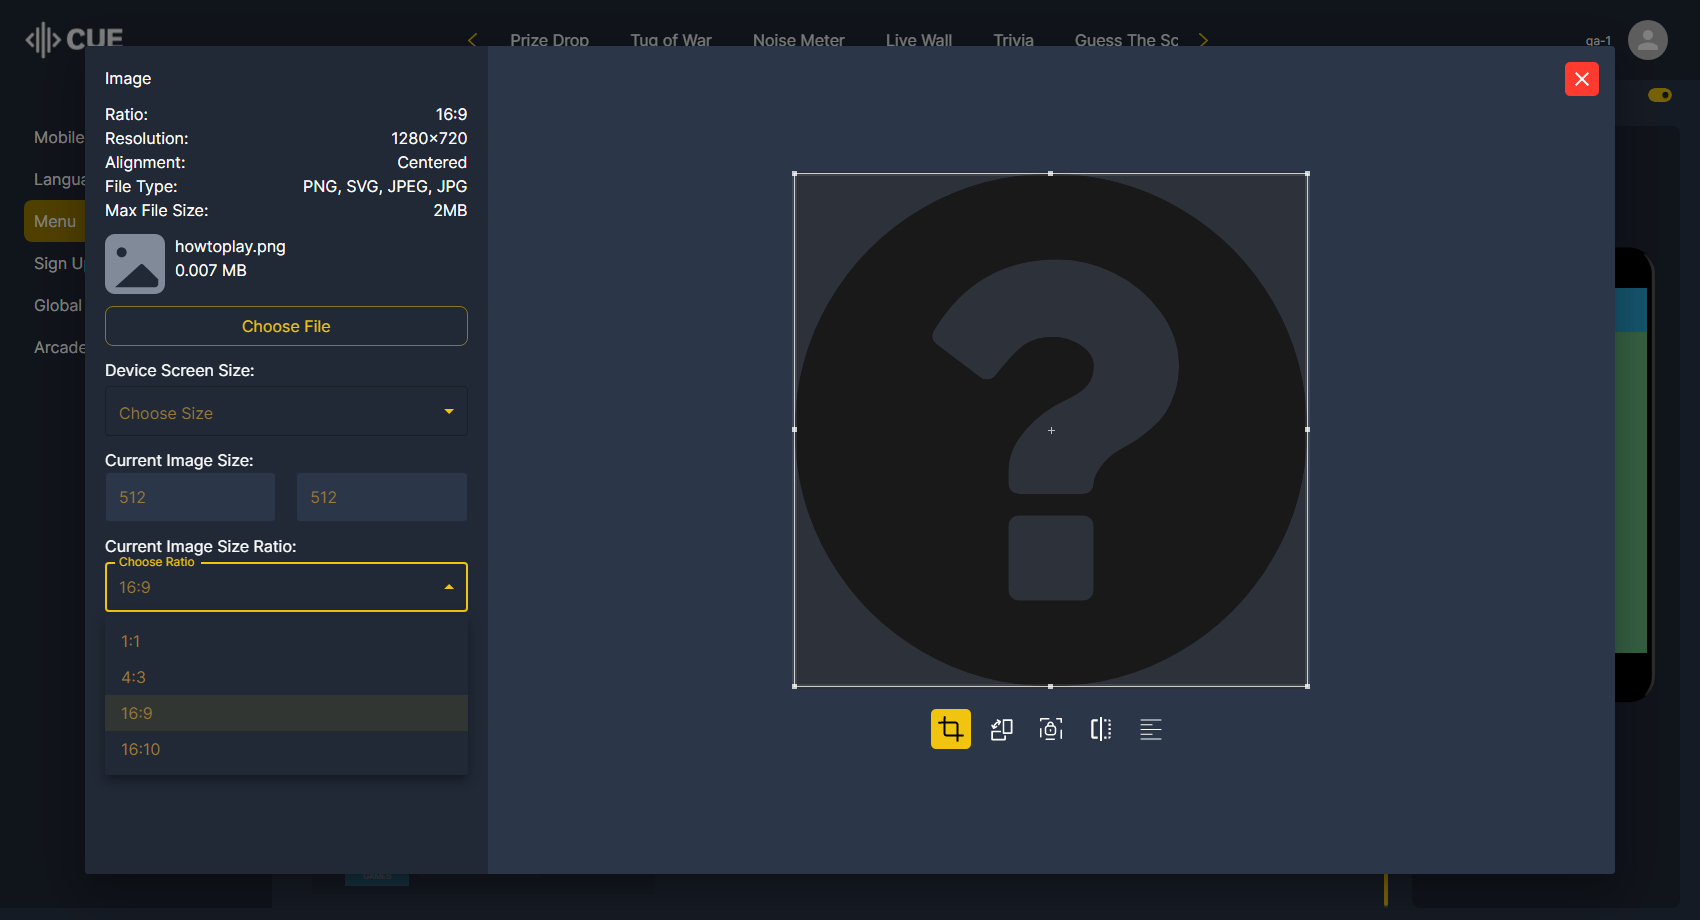 CUE
Prize Drop
Tug of War
Noise Meter
Live Wall
Trivia
Guess The Sc
qa-1
Mobile
Langua
Menu
Sign U
Global
Arcade
Image
Ratio: 16:9
Resolution: 1280×720
Alignment: Centered
File Type: PNG, SVG, JPEG, JPG
Max File Size: 2MB
howtoplay.png
0.007 MB
Choose File
Device Screen Size:
Choose Size
Current Image Size:
512 512
Current Image Size Ratio:
Choose Ratio
16:9
1:1
4:3
16:9
16:10